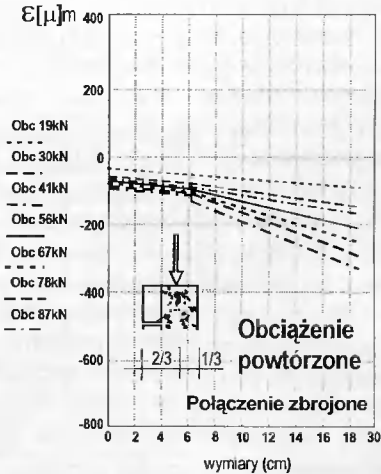 ε[μ]m
400
200
0
-200
-400
-600
-800
Obc 19kN
Obc 30kN
Obc 41kN
Obc 56kN
Obc 67kN
Obc 78kN
Obc 87kN
2/3 1/3
Obciążenie
powtórzone
Połączenie zbrojone
0 2 4 6 8 10 12 14 16 18 20
wymiary (cm)